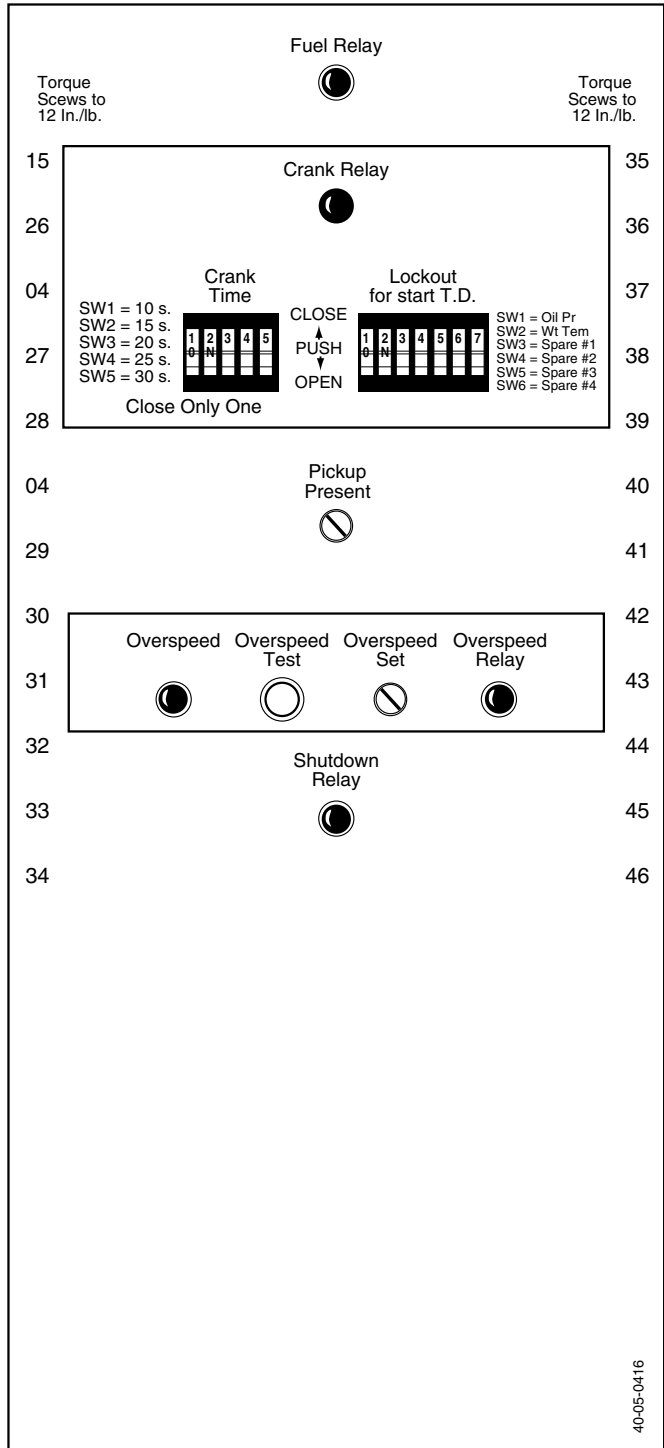 Fuel Relay
Torque
Scews to
12 In./lb.
Torque
Scews to
12 In./lb.
15
35
Crank Relay
26
36
04
37
Crank
Time
Lockout
for start T.D.
SW1 = 10 s.
SW2 = 15 s.
SW3 = 20 s.
SW4 = 25 s.
SW5 = 30 s.
1 2 3 4 5
0 N
CLOSE
PUSH
OPEN
1 2 3 4 5 6 7
0 N
SW1 = Oil Pr
SW2 = Wt Tem
SW3 = Spare #1
SW4 = Spare #2
SW5 = Spare #3
SW6 = Spare #4
27
38
Close Only One
28
39
04
40
Pickup
Present
29
41
30
42
Overspeed
Overspeed
Test
Overspeed
Set
Overspeed
Relay
31
43
32
44
Shutdown
Relay
33
45
34
46
40-05-0416